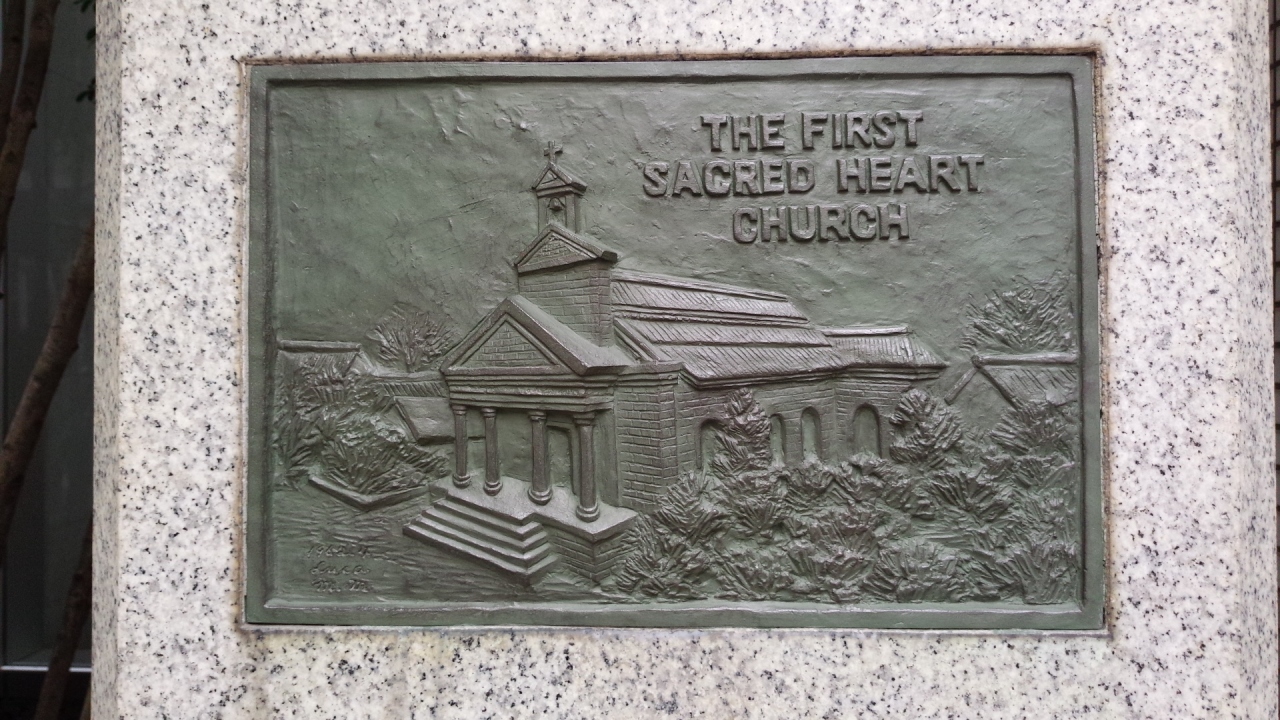 THE FIRST
SACRED HEART
CHURCH